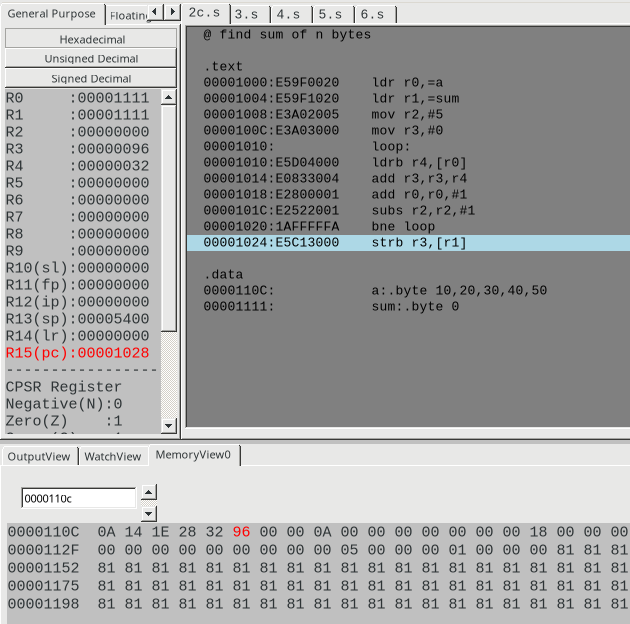 General Purpose
Floating
2c.s
3.s
4.s
5.s
6.s
Hexadecimal
Unsigned Decimal
Signed Decimal
R0 :00001111
R1 :00001111
R2 :00000000
R3 :00000096
R4 :00000032
R5 :00000000
R6 :00000000
R7 :00000000
R8 :00000000
R9 :00000000
R10(sl):00000000
R11(fp):00000000
R12(ip):00000000
R13(sp):00005400
R14(lr):00000000
R15(pc):00001028
-----------------
CPSR Register
Negative(N):0
Zero(Z) :1
@ find sum of n bytes
.text
00001000:E59F0020 ldr r0,=a
00001004:E59F1020 ldr r1,=sum
00001008:E3A02005 mov r2,#5
0000100C:E3A03000 mov r3,#0
00001010: loop:
00001010:E5D04000 ldrb r4,[r0]
00001014:E0833004 add r3,r3,r4
00001018:E2800001 add r0,r0,#1
0000101C:E2522001 subs r2,r2,#1
00001020:1AFFFFFA bne loop
00001024:E5C13000 strb r3,[r1]
.data
0000110C: a:.byte 10,20,30,40,50
00001111: sum:.byte 0
OutputView
WatchView
MemoryView0
0000110c
0000110C 0A 14 1E 28 32 96 00 00 0A 00 00 00 00 00 00 18 00 00 00
0000112F 00 00 00 00 00 00 00 05 00 00 00 01 00 00 00 81 81 81
00001152 81 81 81 81 81 81 81 81 81 81 81 81 81 81 81 81 81 81
00001175 81 81 81 81 81 81 81 81 81 81 81 81 81 81 81 81 81 81
00001198 81 81 81 81 81 81 81 81 81 81 81 81 81 81 81 81 81 81